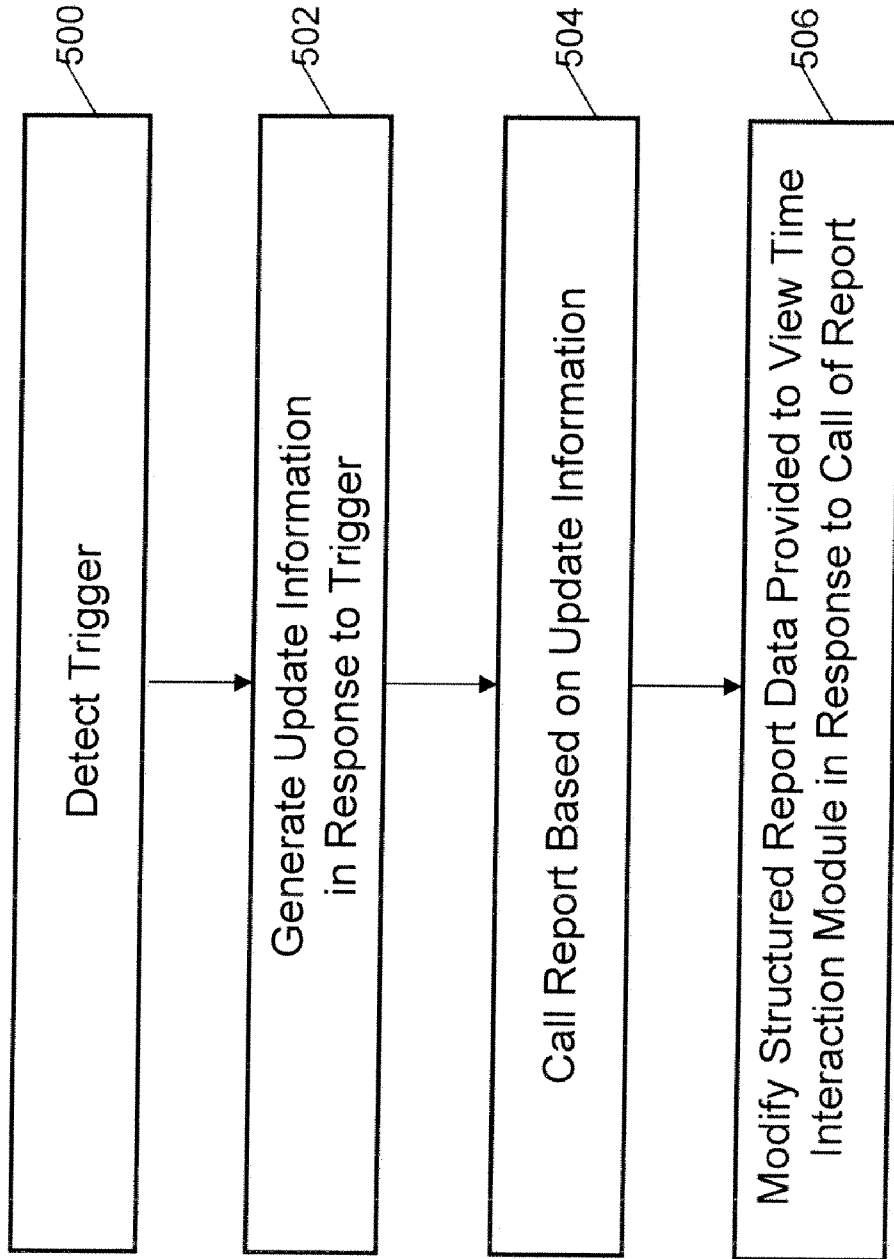 500
Detect Trigger
502
Generate Update Information
in Response to Trigger
504
Call Report Based on Update Information
506
Modify Structured Report Data Provided to View Time
Interaction Module in Response to Call of Report